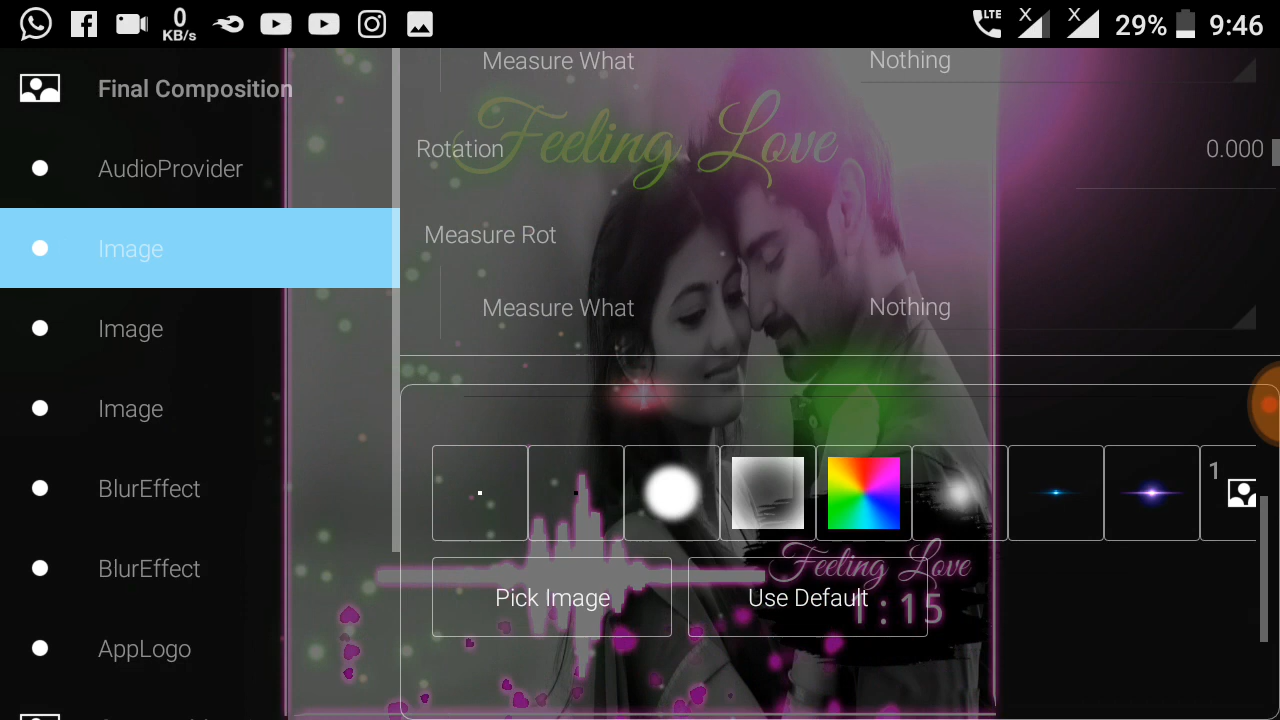 0
KB/s
LTE
X
X
29%
9:46
Final Composition
AudioProvider
Image
Image
Image
BlurEffect
BlurEffect
AppLogo
Measure What
Nothing
Feeling Love
Rotation
0.000
Measure Rot
Measure What
Nothing
1
Feeling Love
Pick Image
Use Default
1:15